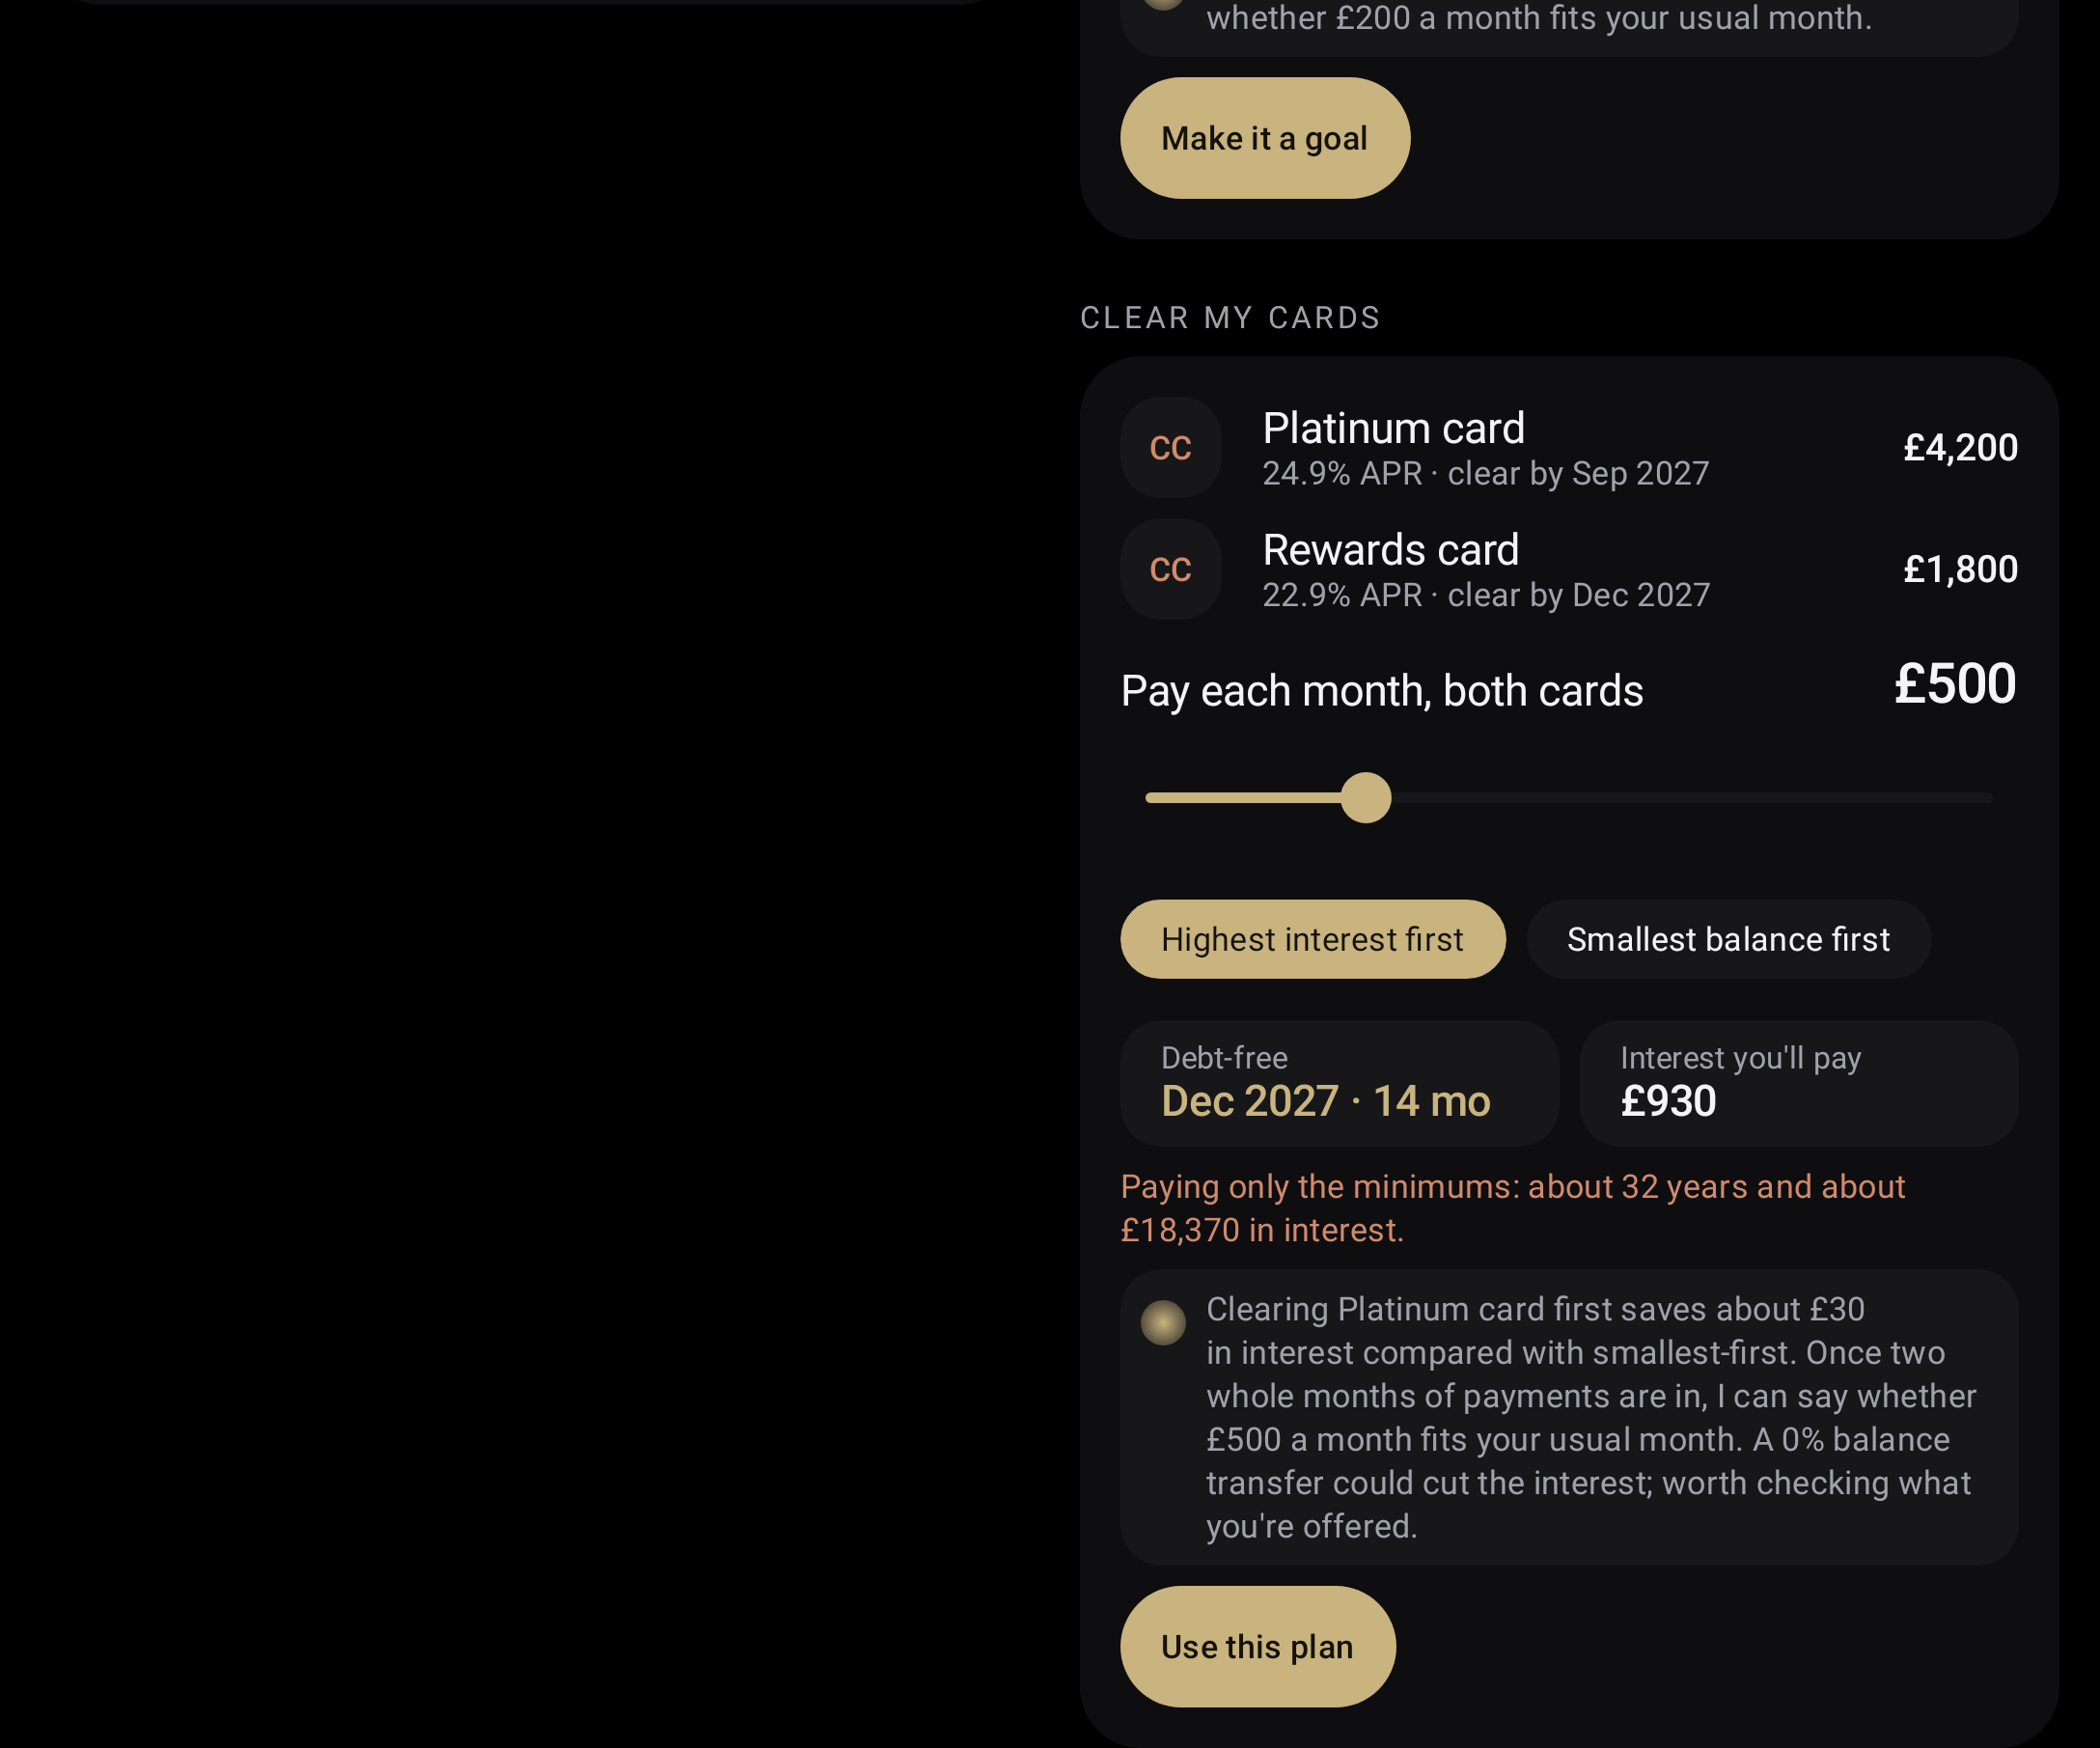 whether £200 a month fits your usual month.
Make it a goal
CLEAR MY CARDS
CC
Platinum card
24.9% APR · clear by Sep 2027
£4,200
CC
Rewards card
22.9% APR · clear by Dec 2027
£1,800
Pay each month, both cards
£500
Highest interest first
Smallest balance first
Debt-free
Dec 2027 · 14 mo
Interest you'll pay
£930
Paying only the minimums: about 32 years and about
£18,370 in interest.
Clearing Platinum card first saves about £30
in interest compared with smallest-first. Once two
whole months of payments are in, I can say whether
£500 a month fits your usual month. A 0% balance
transfer could cut the interest; worth checking what
you're offered.
Use this plan